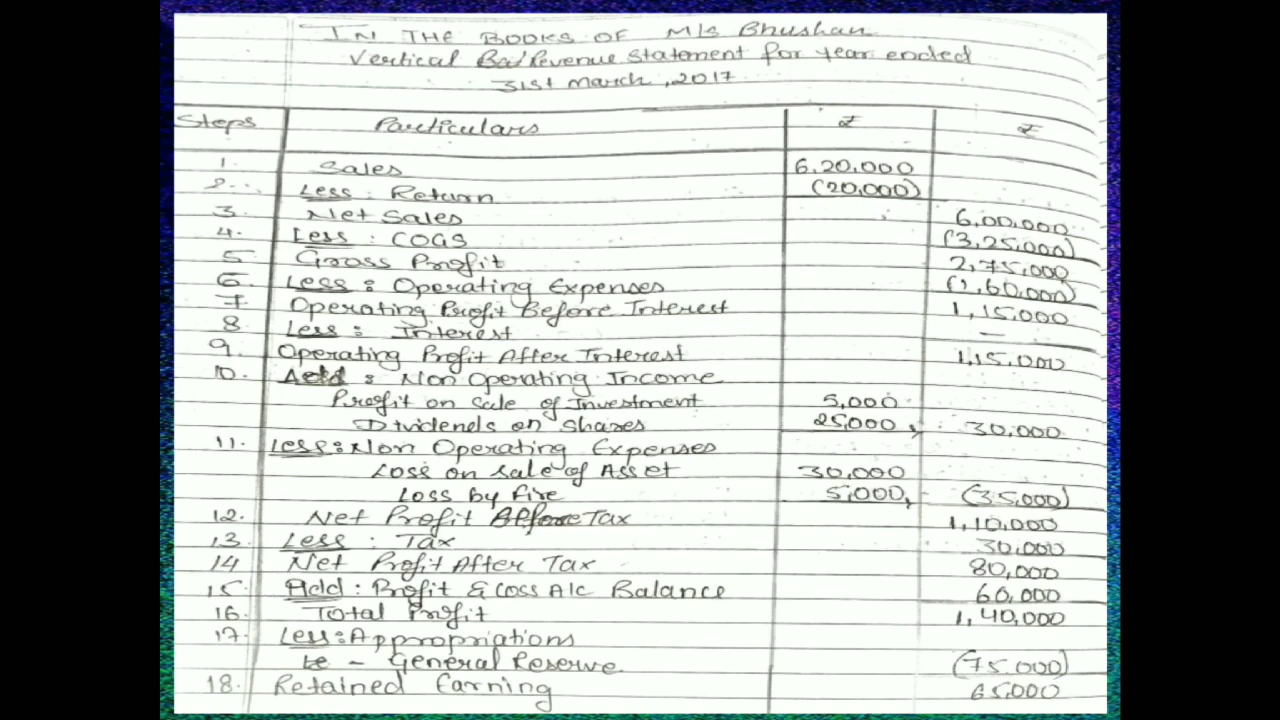 IN THE BOOKS OF M/s Bhushan
Vertical Revenue Statement for year ended
31st march, 2017
Steps Particulars ₹ ₹
1. Sales 6,20,000
2. Less: Return (20,000)
3. Net Sales 6,00,000
4. Less: COGS (3,25,000)
5 Gross Profit 2,75,000
6. Less: Operating Expenses (1,60,000)
7 Operating Profit Before Interest 1,15,000
8 Less: Interest —
9 Operating Profit After Interest 1,15,000
10. Add: Non Operating Income
Profit on sale of Investment 5,000
Dividends on shares 25,000, 30,000
11. Less: Non Operating Expenses
Loss on sale of Asset 30,000
Loss by fire 5,000, (35,000)
12. Net Profit Tax 1,10,000
13. Less: Tax 30,000
14 Net Profit After Tax 80,000
15. Add: Profit & Loss A/c Balance 60,000
16. Total Profit 1,40,000
17. Less: Appropriations
te - General Reserve (75,000)
18. Retained Earning 65,000